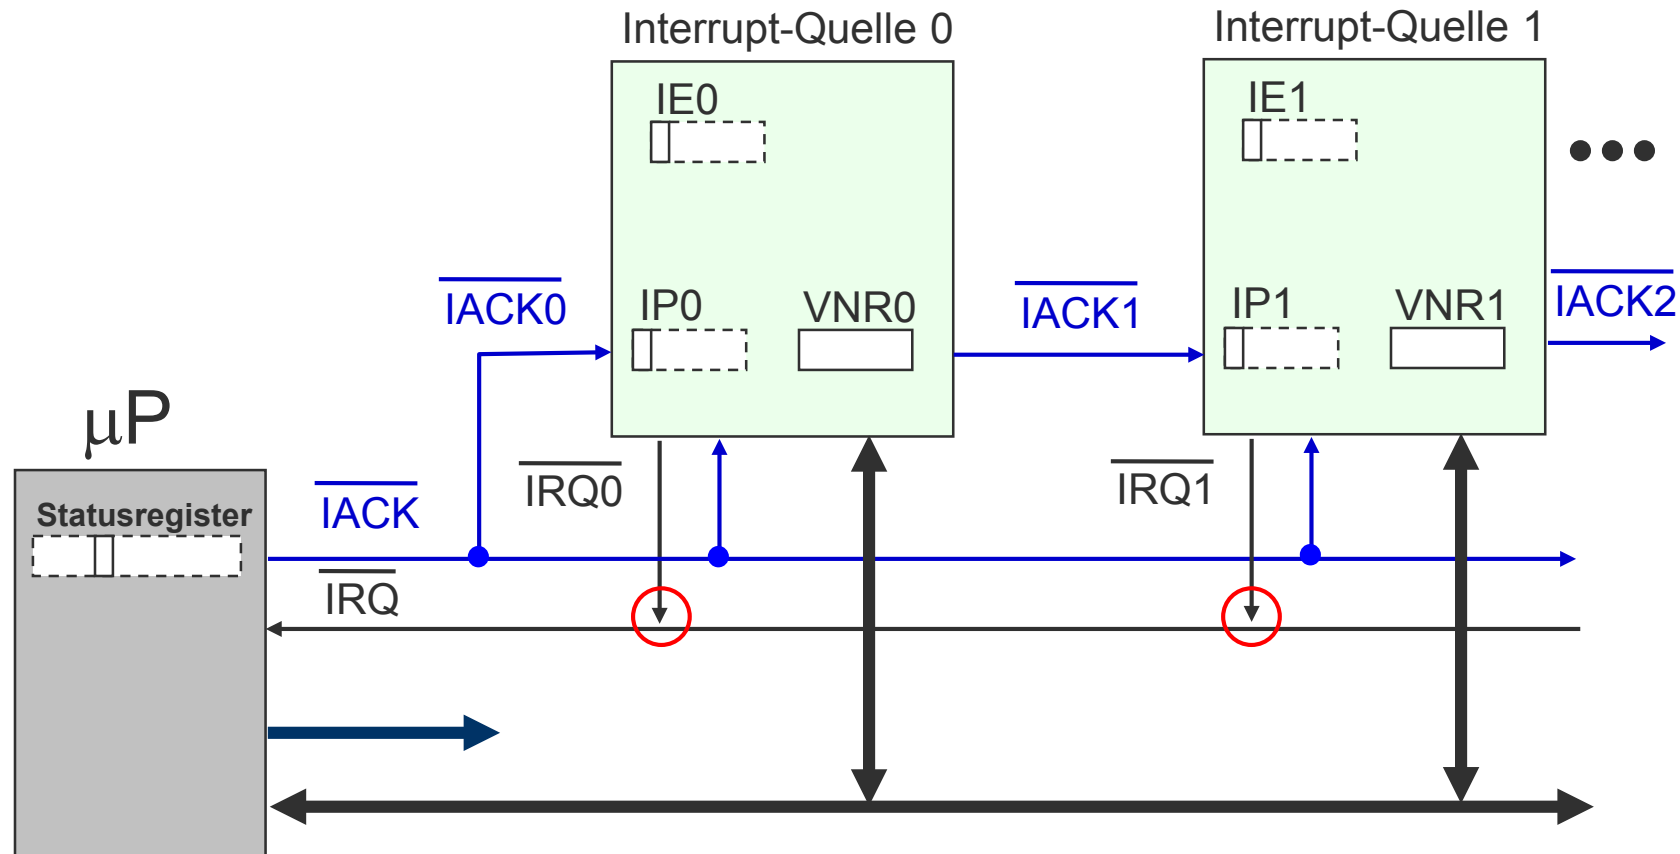 Interrupt-Quelle 0
Interrupt-Quelle 1
IE0
IE1
IACK0
IP0
VNR0
IACK1
IP1
VNR1
IACK2
µP
IRQ0
IRQ1
Statusregister
IACK
IRQ